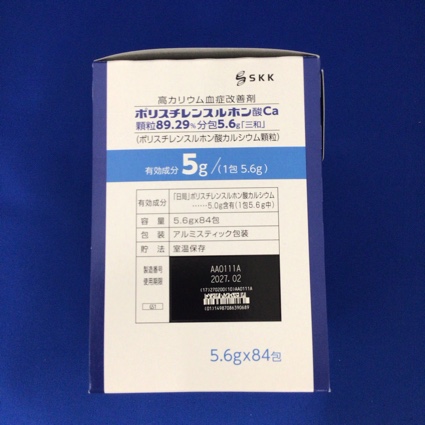 SKK
高カリウム血症改善剤
ポリスチレンスルホン酸Ca
顆粒89.29%分包5.6g「三和」
(ポリスチレンスルホン酸カルシウム顆粒)
有効成分 5g/(1包 5.6g)
有効成分 「日局」ポリスチレンスルホン酸カルシウム
……5.0g含有(1包5.6g中)
容量 5.6g×84包
包装 アルミスティック包装
貯法 室温保存
製造番号 AA0111A
使用期限 2027.02
(17)270200(10)AA0111A
(01)14987086390689
5.6g×84包